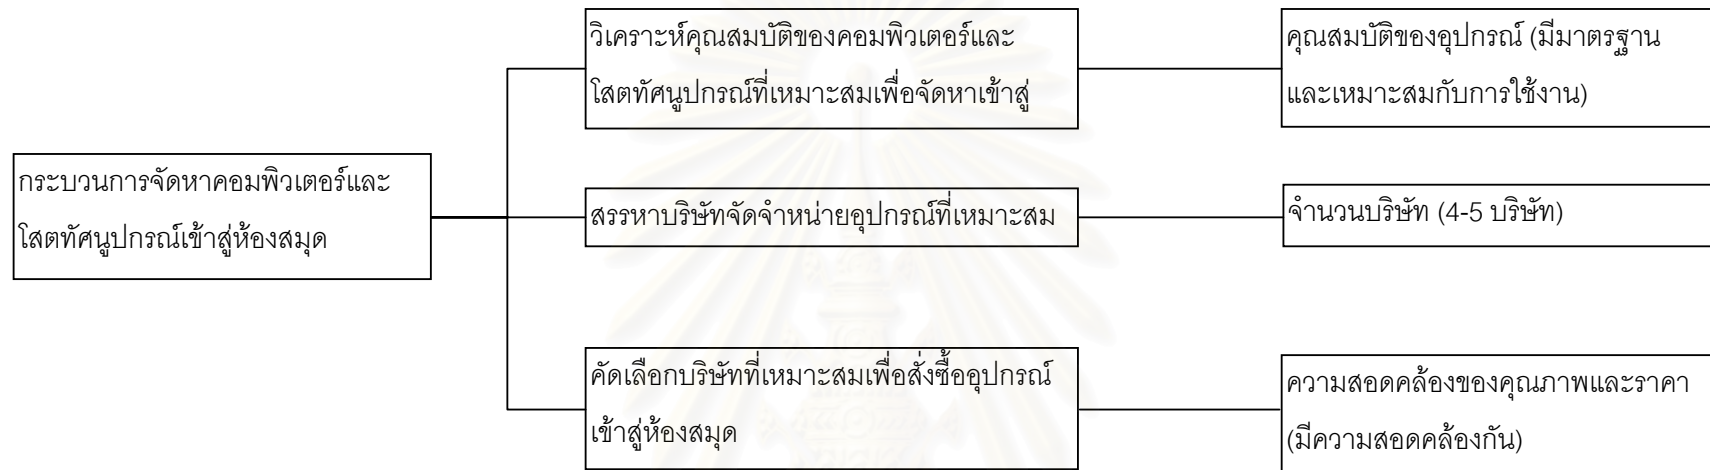 กระบวนการจัดหาคอมพิวเตอร์และ
โสตทัศนูปกรณ์เข้าสู่ห้องสมุด
วิเคราะห์คุณสมบัติของคอมพิวเตอร์และ
โสตทัศนูปกรณ์ที่เหมาะสมเพื่อจัดหาเข้าสู่
คุณสมบัติของอุปกรณ์ (มีมาตรฐาน
และเหมาะสมกับการใช้งาน)
สรรหาบริษัทจัดจำหน่ายอุปกรณ์ที่เหมาะสม
จำนวนบริษัท (4-5 บริษัท)
คัดเลือกบริษัทที่เหมาะสมเพื่อสั่งซื้ออุปกรณ์
เข้าสู่ห้องสมุด
ความสอดคล้องของคุณภาพและราคา
(มีความสอดคล้องกัน)